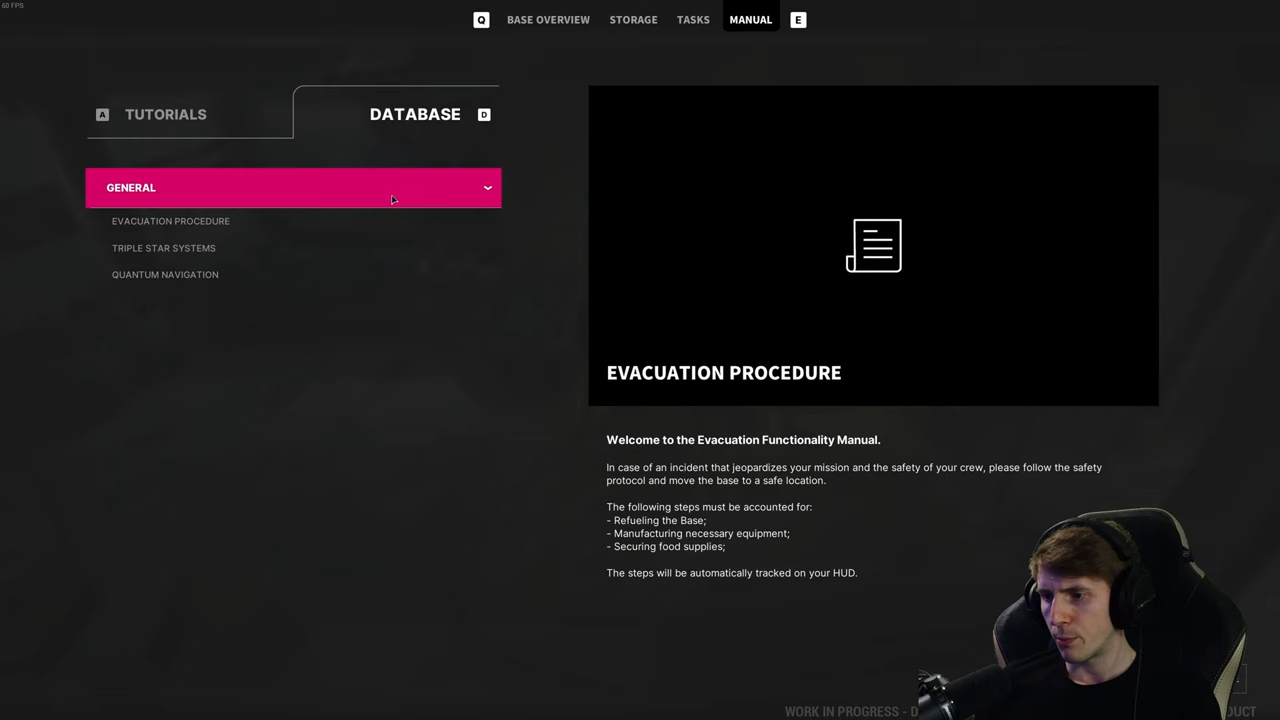 60 FPS
Q BASE OVERVIEW STORAGE TASKS MANUAL E
A TUTORIALS
DATABASE D
GENERAL
EVACUATION PROCEDURE
TRIPLE STAR SYSTEMS
QUANTUM NAVIGATION
EVACUATION PROCEDURE
Welcome to the Evacuation Functionality Manual.
In case of an incident that jeopardizes your mission and the safety of your crew, please follow the safety
protocol and move the base to a safe location.
The following steps must be accounted for:
- Refueling the Base;
- Manufacturing necessary equipment;
- Securing food supplies;
The steps will be automatically tracked on your HUD.
WORK IN PROGRESS - D